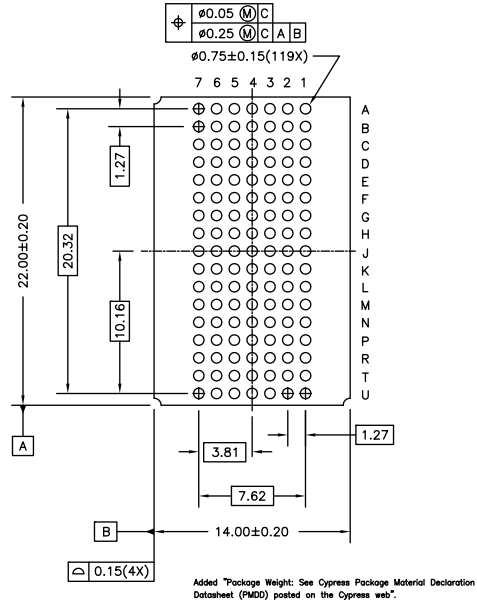 ø0.05 Ⓜ C
ø0.25 Ⓜ C A B
ø0.75±0.15(119X)
7 6 5 4 3 2 1
A
B
C
D
E
F
G
H
J
K
L
M
N
P
R
T
U
1.27
22.00±0.20
20.32
10.16
A
1.27
3.81
7.62
B
14.00±0.20
0.15(4X)
Added "Package Weight: See Cypress Package Material Declaration
Datasheet (PMDD) posted on the Cypress web".